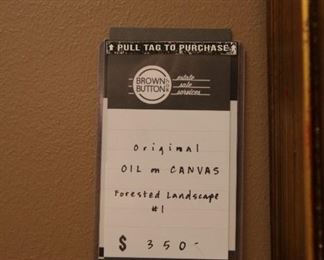 PULL TAG TO PURCHASE
BROWN
BUTTON
estate
sale
services
Original
OIL on CANVAS
Forested Landscape
#1
$ 350-